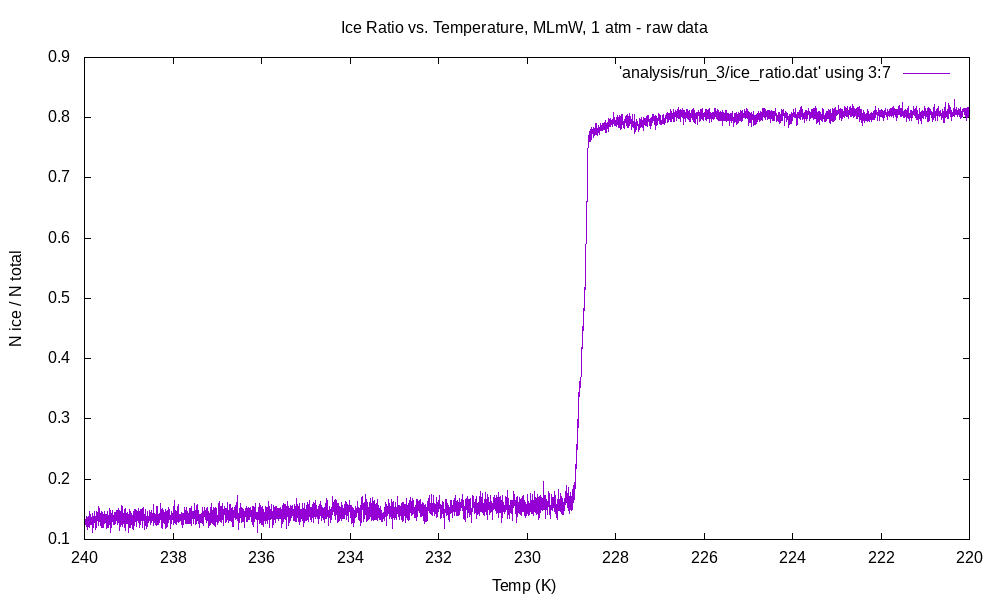 Ice Ratio vs. Temperature, MLmW, 1 atm - raw data
'analysis/run_3/ice_ratio.dat' using 3:7
N ice / N total
0.9
0.8
0.7
0.6
0.5
0.4
0.3
0.2
0.1
240 238 236 234 232 230 228 226 224 222 220
Temp (K)